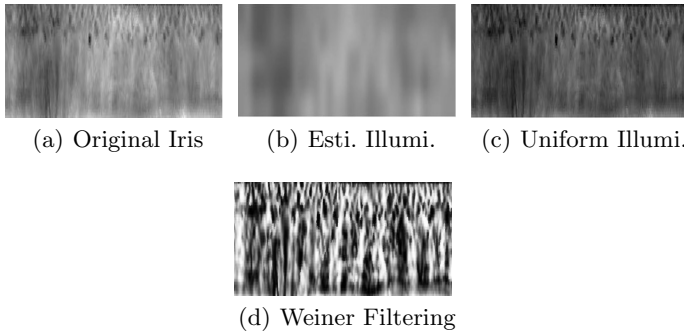 (a) Original Iris
(b) Esti. Illumi.
(c) Uniform Illumi.
(d) Weiner Filtering